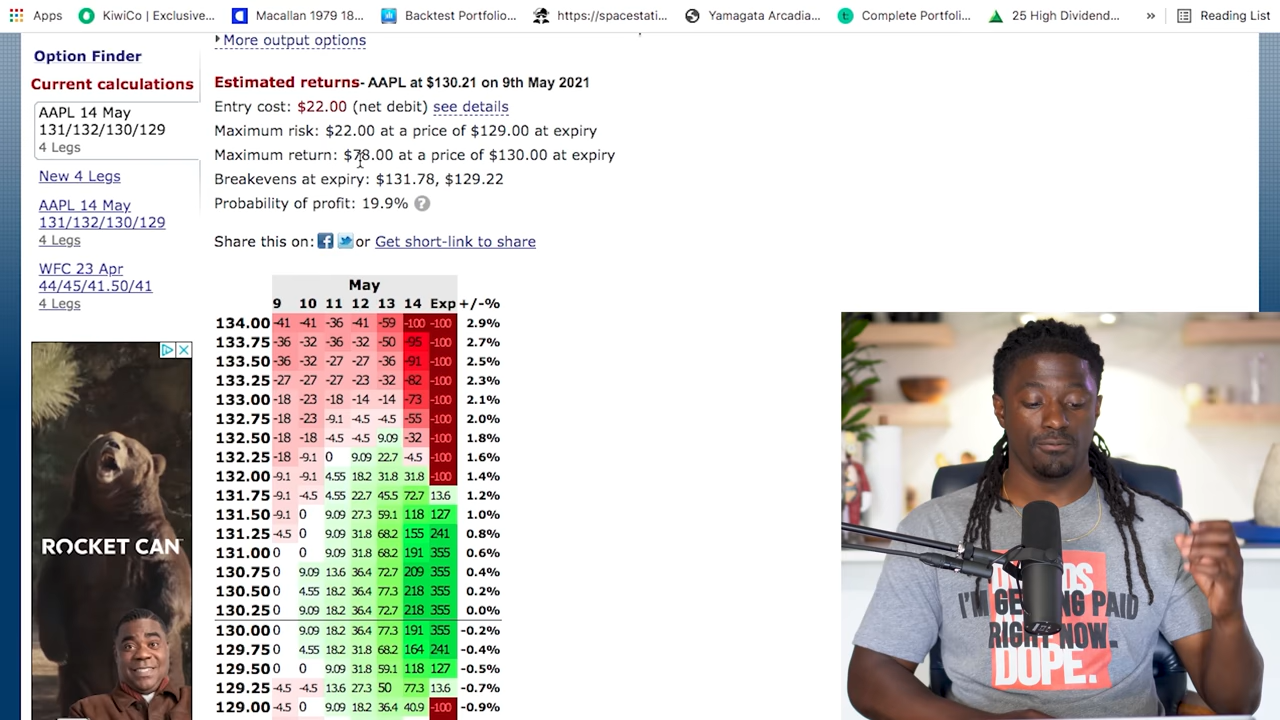 Apps
KiwiCo | Exclusive...
Macallan 1979 18...
Backtest Portfolio...
https://spacestati...
Yamagata Arcadia...
Complete Portfoli...
25 High Dividend...
»
Reading List
More output options
Option Finder
Current calculations
AAPL 14 May
131/132/130/129
4 Legs
New 4 Legs
AAPL 14 May
131/132/130/129
4 Legs
WFC 23 Apr
44/45/41.50/41
4 Legs
ROCKET CAN
Estimated returns- AAPL at $130.21 on 9th May 2021
Entry cost: $22.00 (net debit) see details
Maximum risk: $22.00 at a price of $129.00 at expiry
Maximum return: $78.00 at a price of $130.00 at expiry
Breakevens at expiry: $131.78, $129.22
Probability of profit: 19.9% ?
Share this on: f or Get short-link to share
May
9 10 11 12 13 14 Exp +/-%
134.00 -41 -41 -36 -41 -59 -100 -100 2.9%
133.75 -36 -32 -36 -32 -50 -95 -100 2.7%
133.50 -36 -32 -27 -27 -36 -91 -100 2.5%
133.25 -27 -27 -27 -23 -32 -82 -100 2.3%
133.00 -18 -23 -18 -14 -14 -73 -100 2.1%
132.75 -18 -23 -9.1 -4.5 -4.5 -55 -100 2.0%
132.50 -18 -18 -4.5 -4.5 9.09 -32 -100 1.8%
132.25 -18 -9.1 0 9.09 22.7 -4.5 -100 1.6%
132.00 -9.1 -9.1 4.55 18.2 31.8 31.8 -100 1.4%
131.75 -9.1 -4.5 4.55 22.7 45.5 72.7 13.6 1.2%
131.50 -9.1 0 9.09 27.3 59.1 118 127 1.0%
131.25 -4.5 0 9.09 31.8 68.2 155 241 0.8%
131.00 0 0 9.09 31.8 68.2 191 355 0.6%
130.75 0 9.09 13.6 36.4 72.7 209 355 0.4%
130.50 0 4.55 18.2 36.4 77.3 218 355 0.2%
130.25 0 9.09 18.2 36.4 72.7 218 355 0.0%
130.00 0 9.09 18.2 36.4 77.3 191 355 -0.2%
129.75 0 4.55 18.2 31.8 68.2 164 241 -0.4%
129.50 0 0 9.09 31.8 59.1 118 127 -0.5%
129.25 -4.5 -4.5 13.6 27.3 50 77.3 13.6 -0.7%
129.00 -4.5 0 9.09 18.2 36.4 40.9 -100 -0.9%
I'M GETTING PAID
RIGHT NOW..
DOPE.